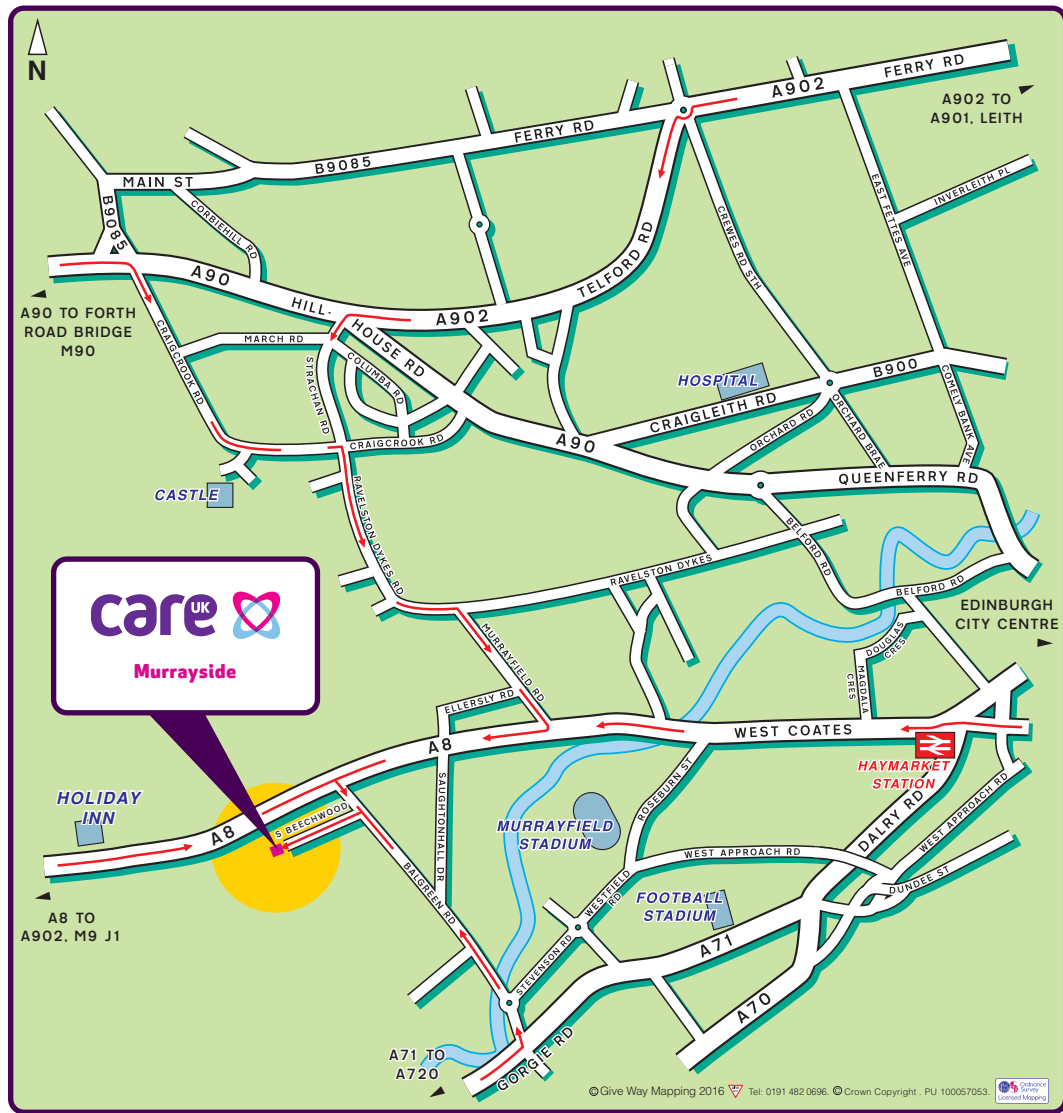 N
FERRY RD
A902
A902 TO
A901, LEITH
FERRY RD
B9085
MAIN ST
B9085
CORBIEHILL RD
EAST FETTES AVE
INVERLEITH PL
CREWES RD STH
TELFORD RD
A90
A90 TO FORTH
ROAD BRIDGE
M90
HILL-
HOUSE RD
A902
MARCH RD
CRAIGCROOK RD
STRACHAN RD
COLUMBA RD
HOSPITAL
B900
CRAIGLEITH RD
COMELY BANK AVE
ORCHARD RD
ORCHARD BRAE
CRAIGCROOK RD
A90
QUEENFERRY RD
CASTLE
RAVELSTON DYKES RD
BELFORD RD
RAVELSTON DYKES
BELFORD RD
EDINBURGH
CITY CENTRE
care UK
Murrayside
MURRAYFIELD RD
DOUGLAS
CRES
MAGDALA
CRES
ELLERSLY RD
A8
WEST COATES
HAYMARKET
STATION
HOLIDAY
INN
S BEECHWOOD
A8
SAUGHTONHALL DR
ROSEBURN ST
MURRAYFIELD
STADIUM
DALRY RD
WEST APPROACH RD
WEST APPROACH RD
BALGREEN RD
WESTFIELD
RD
FOOTBALL
STADIUM
DUNDEE ST
A8 TO
A902, M9 J1
STEVENSON RD
A71
A70
A71 TO
A720
GORGIE RD
© Give Way Mapping 2016 Tel: 0191 482 0696. © Crown Copyright . PU 100057053.
Ordnance
Survey
Licensed Mapping